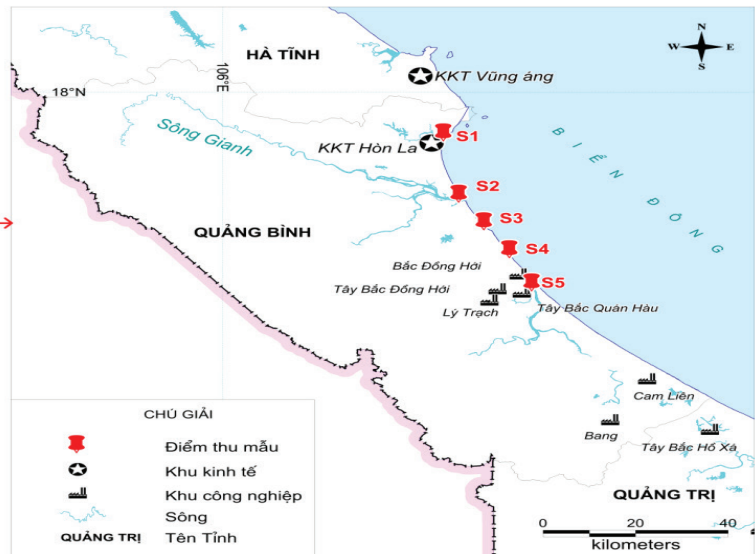 N
W E
S
HÀ TĨNH
KKT Vũng áng
18°N
106°E
S1
Sông Gianh
KKT Hòn La
BIỂN ĐÔNG
S2
S3
QUẢNG BÌNH
S4
Bắc Đồng Hới
S5
Tây Bắc Đồng Hới
Lý Trạch
Tây Bắc Quán Hàu
Cam Liên
Bang
Tây Bắc Hồ Xá
CHÚ GIẢI
Điểm thu mẫu
Khu kinh tế
Khu công nghiệp
Sông
QUẢNG TRỊ Tên Tỉnh
QUẢNG TRỊ
0 20 40
kilometers